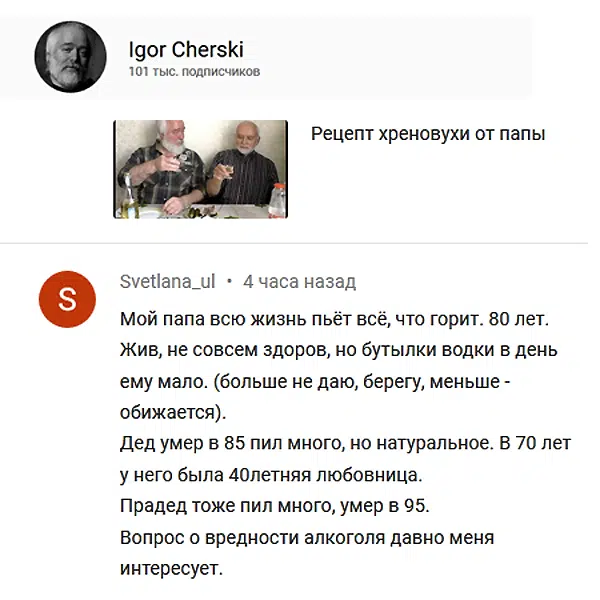 Igor Cherski
101 тыс. подписчиков
Рецепт хреновухи от папы
S
Svetlana_ul • 4 часа назад
Мой папа всю жизнь пьёт всё, что горит. 80 лет.
Жив, не совсем здоров, но бутылки водки в день
ему мало. (больше не даю, берегу, меньше -
обижается).
Дед умер в 85 пил много, но натуральное. В 70 лет
у него была 40летняя любовница.
Прадед тоже пил много, умер в 95.
Вопрос о вредности алкоголя давно меня
интересует.